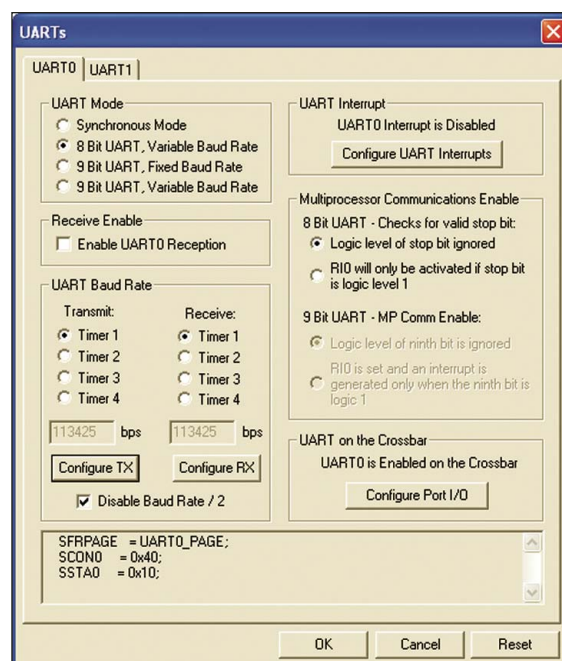 UARTs
UART0 UART1
UART Mode
Synchronous Mode
8 Bit UART, Variable Baud Rate
9 Bit UART, Fixed Baud Rate
9 Bit UART, Variable Baud Rate
Receive Enable
Enable UART0 Reception
UART Baud Rate
Transmit: Receive:
Timer 1 Timer 1
Timer 2 Timer 2
Timer 3 Timer 3
Timer 4 Timer 4
113425 bps 113425 bps
Configure TX Configure RX
Disable Baud Rate / 2
UART Interrupt
UART0 Interrupt is Disabled
Configure UART Interrupts
Multiprocessor Communications Enable
8 Bit UART - Checks for valid stop bit:
Logic level of stop bit ignored
RI0 will only be activated if stop bit
is logic level 1
9 Bit UART - MP Comm Enable:
Logic level of ninth bit is ignored
RI0 is set and an interrupt is
generated only when the ninth bit is
logic 1
UART on the Crossbar
UART0 is Enabled on the Crossbar
Configure Port I/O
SFRPAGE = UART0_PAGE;
SCON0 = 0x40;
SSTA0 = 0x10;
OK Cancel Reset